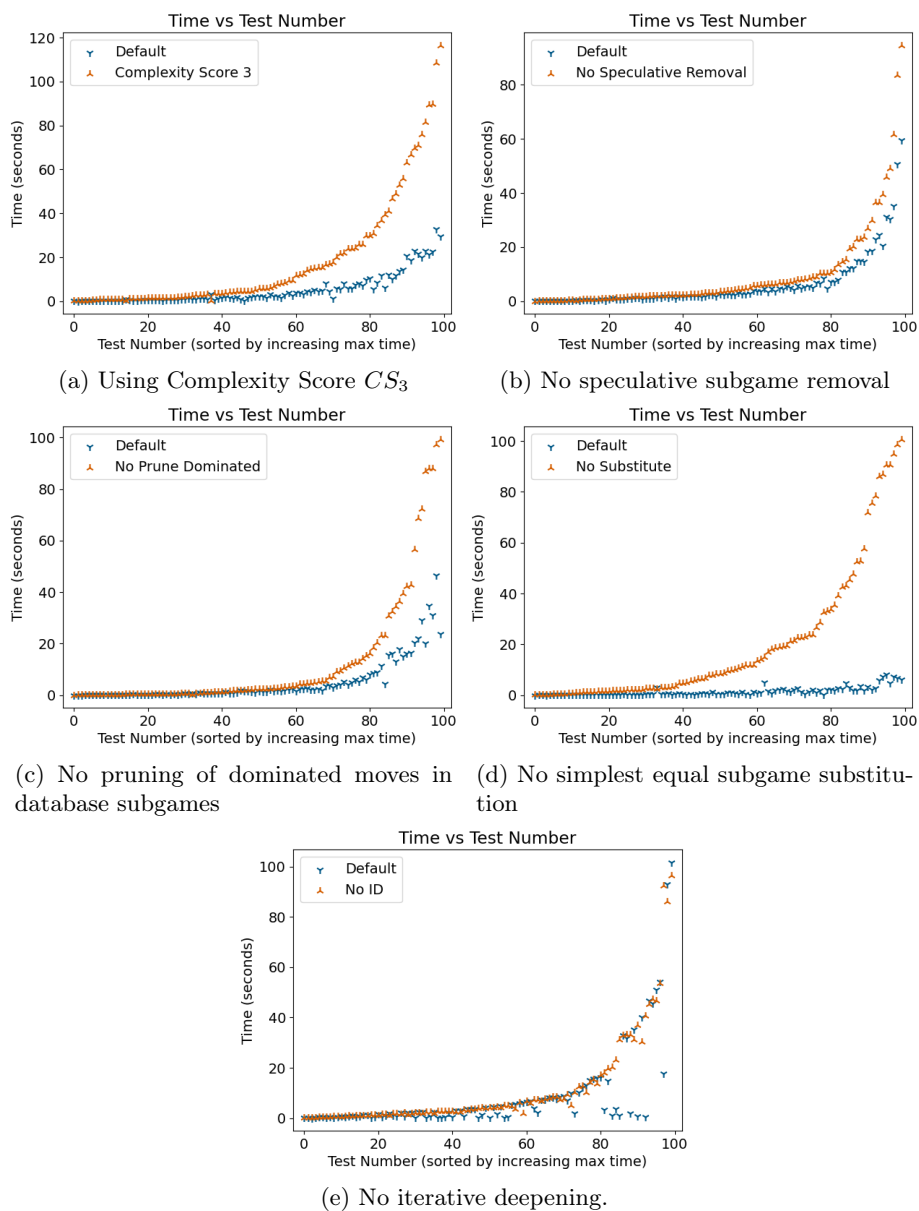 Time vs Test Number
120
100
80
60
40
20
0
Time (seconds)
Default
Complexity Score 3
0 20 40 60 80 100
Test Number (sorted by increasing max time)
(a) Using Complexity Score CS3
Time vs Test Number
80
60
40
20
0
Time (seconds)
Default
No Speculative Removal
0 20 40 60 80 100
Test Number (sorted by increasing max time)
(b) No speculative subgame removal
Time vs Test Number
100
80
60
40
20
0
Time (seconds)
Default
No Prune Dominated
0 20 40 60 80 100
Test Number (sorted by increasing max time)
(c) No pruning of dominated moves in
database subgames
Time vs Test Number
100
80
60
40
20
0
Time (seconds)
Default
No Substitute
0 20 40 60 80 100
Test Number (sorted by increasing max time)
(d) No simplest equal subgame substitu-
tion
Time vs Test Number
100
80
60
40
20
0
Time (seconds)
Default
No ID
0 20 40 60 80 100
Test Number (sorted by increasing max time)
(e) No iterative deepening.